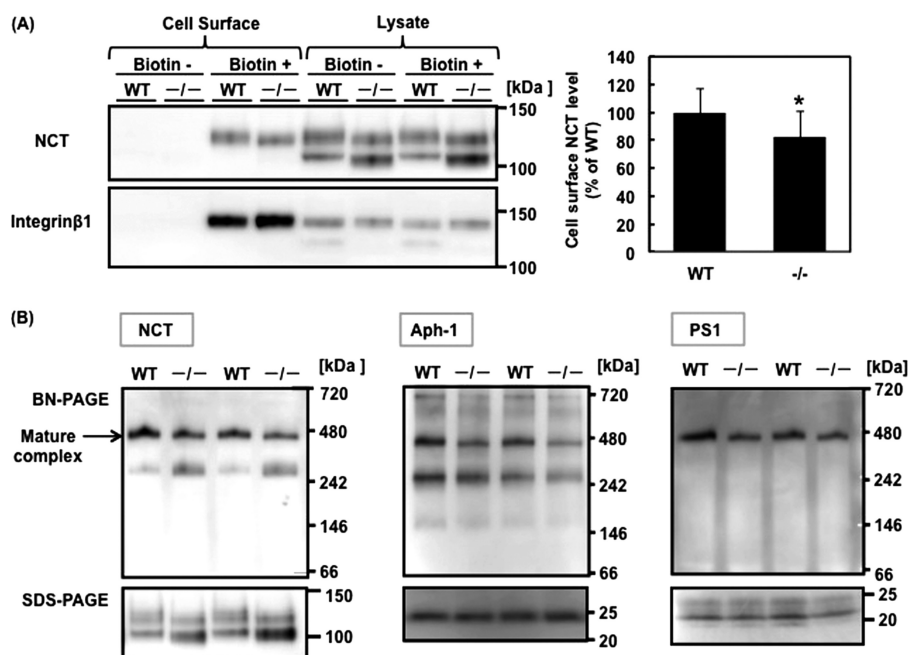 (A)
Cell Surface Lysate
Biotin - Biotin + Biotin - Biotin +
WT −/− WT −/− WT −/− WT −/− [kDa ]
NCT
150
100
Integrinβ1
150
100
Cell surface NCT level
(% of WT)
140
120
100
80
60
40
20
0
*
WT -/-
(B)
NCT
WT −/− WT −/− [kDa ]
BN-PAGE
Mature
complex
720
480
242
146
66
SDS-PAGE
150
100
Aph-1
WT −/− WT −/− [kDa]
720
480
242
146
66
25
20
PS1
WT −/− WT −/− [kDa]
720
480
242
146
66
25
20